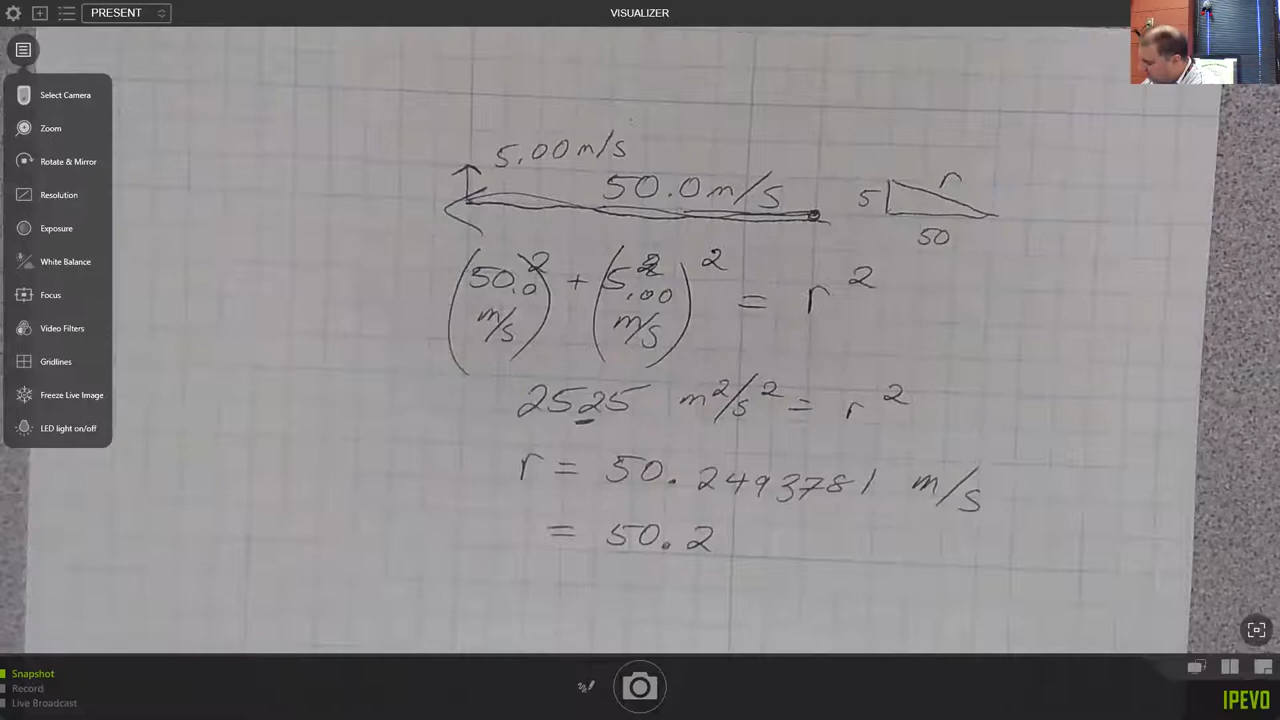 PRESENT
VISUALIZER
Select Camera
Zoom
Rotate & Mirror
Resolution
Exposure
White Balance
Focus
Video Filters
Gridlines
Freeze Live Image
LED light on/off
5.00 m/s
50.0 m/s
5
r
50
(50.0 m/s)² + (5.00 m/s)² = r²
2525 m²/s² = r²
r = 50.2493781 m/s
= 50.2
Snapshot
Record
Live Broadcast
IPEVO